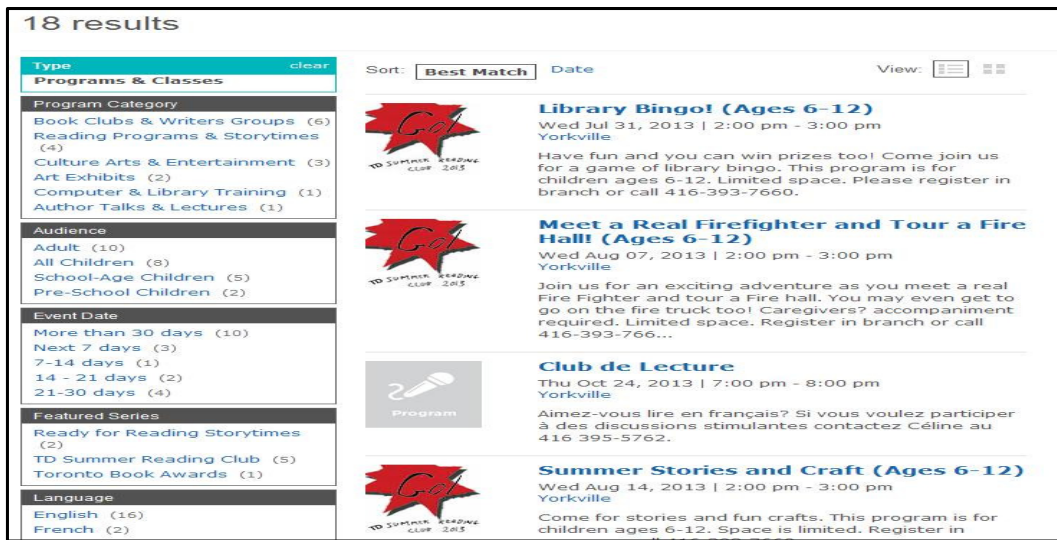 18 results
Type clear
Programs & Classes
Program Category
Book Clubs & Writers Groups (6)
Reading Programs & Storytimes
(4)
Culture Arts & Entertainment (3)
Art Exhibits (2)
Computer & Library Training (1)
Author Talks & Lectures (1)
Audience
Adult (10)
All Children (8)
School-Age Children (5)
Pre-School Children (2)
Event Date
More than 30 days (10)
Next 7 days (3)
7-14 days (1)
14 - 21 days (2)
21-30 days (4)
Featured Series
Ready for Reading Storytimes
(2)
TD Summer Reading Club (5)
Toronto Book Awards (1)
Language
English (16)
French (2)
Sort: Best Match Date View:
Go!
TD SUMMER READING
CLUB 2013
Library Bingo! (Ages 6-12)
Wed Jul 31, 2013 | 2:00 pm - 3:00 pm
Yorkville
Have fun and you can win prizes too! Come join us
for a game of library bingo. This program is for
children ages 6-12. Limited space. Please register in
branch or call 416-393-7660.
Go!
TD SUMMER READING
CLUB 2013
Meet a Real Firefighter and Tour a Fire
Hall! (Ages 6-12)
Wed Aug 07, 2013 | 2:00 pm - 3:00 pm
Yorkville
Join us for an exciting adventure as you meet a real
Fire Fighter and tour a Fire hall. You may even get to
go on the fire truck too! Caregivers? accompaniment
required. Limited space. Register in branch or call
416-393-766...
Program
Club de Lecture
Thu Oct 24, 2013 | 7:00 pm - 8:00 pm
Yorkville
Aimez-vous lire en français? Si vous voulez participer
à des discussions stimulantes contactez Céline au
416 395-5762.
Go!
TD SUMMER READING
CLUB 2013
Summer Stories and Craft (Ages 6-12)
Wed Aug 14, 2013 | 2:00 pm - 3:00 pm
Yorkville
Come for stories and fun crafts. This program is for
children ages 6-12. Space is limited. Register in